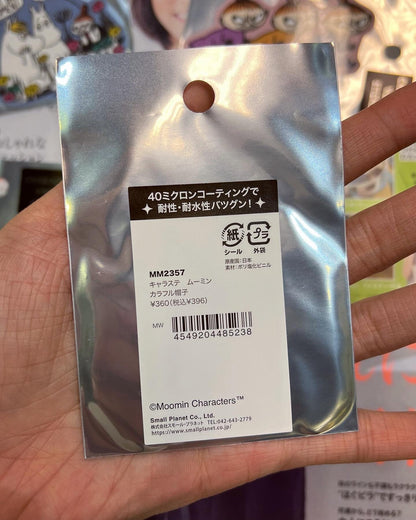 40ミクロンコーティングで
✦ 耐性・耐水性バツグン！ ✦
紙 プラ
シール 外袋
原産国：日本
素材：ポリ塩化ビニル
MM2357
キャラステ ムーミン
カラフル帽子
¥360(税込¥396)
MW
4549204485238
©Moomin Characters™
Small Planet Co., Ltd.
株式会社スモール・プラネット TEL:042-643-2779
https://www.smallplanet.co.jp/